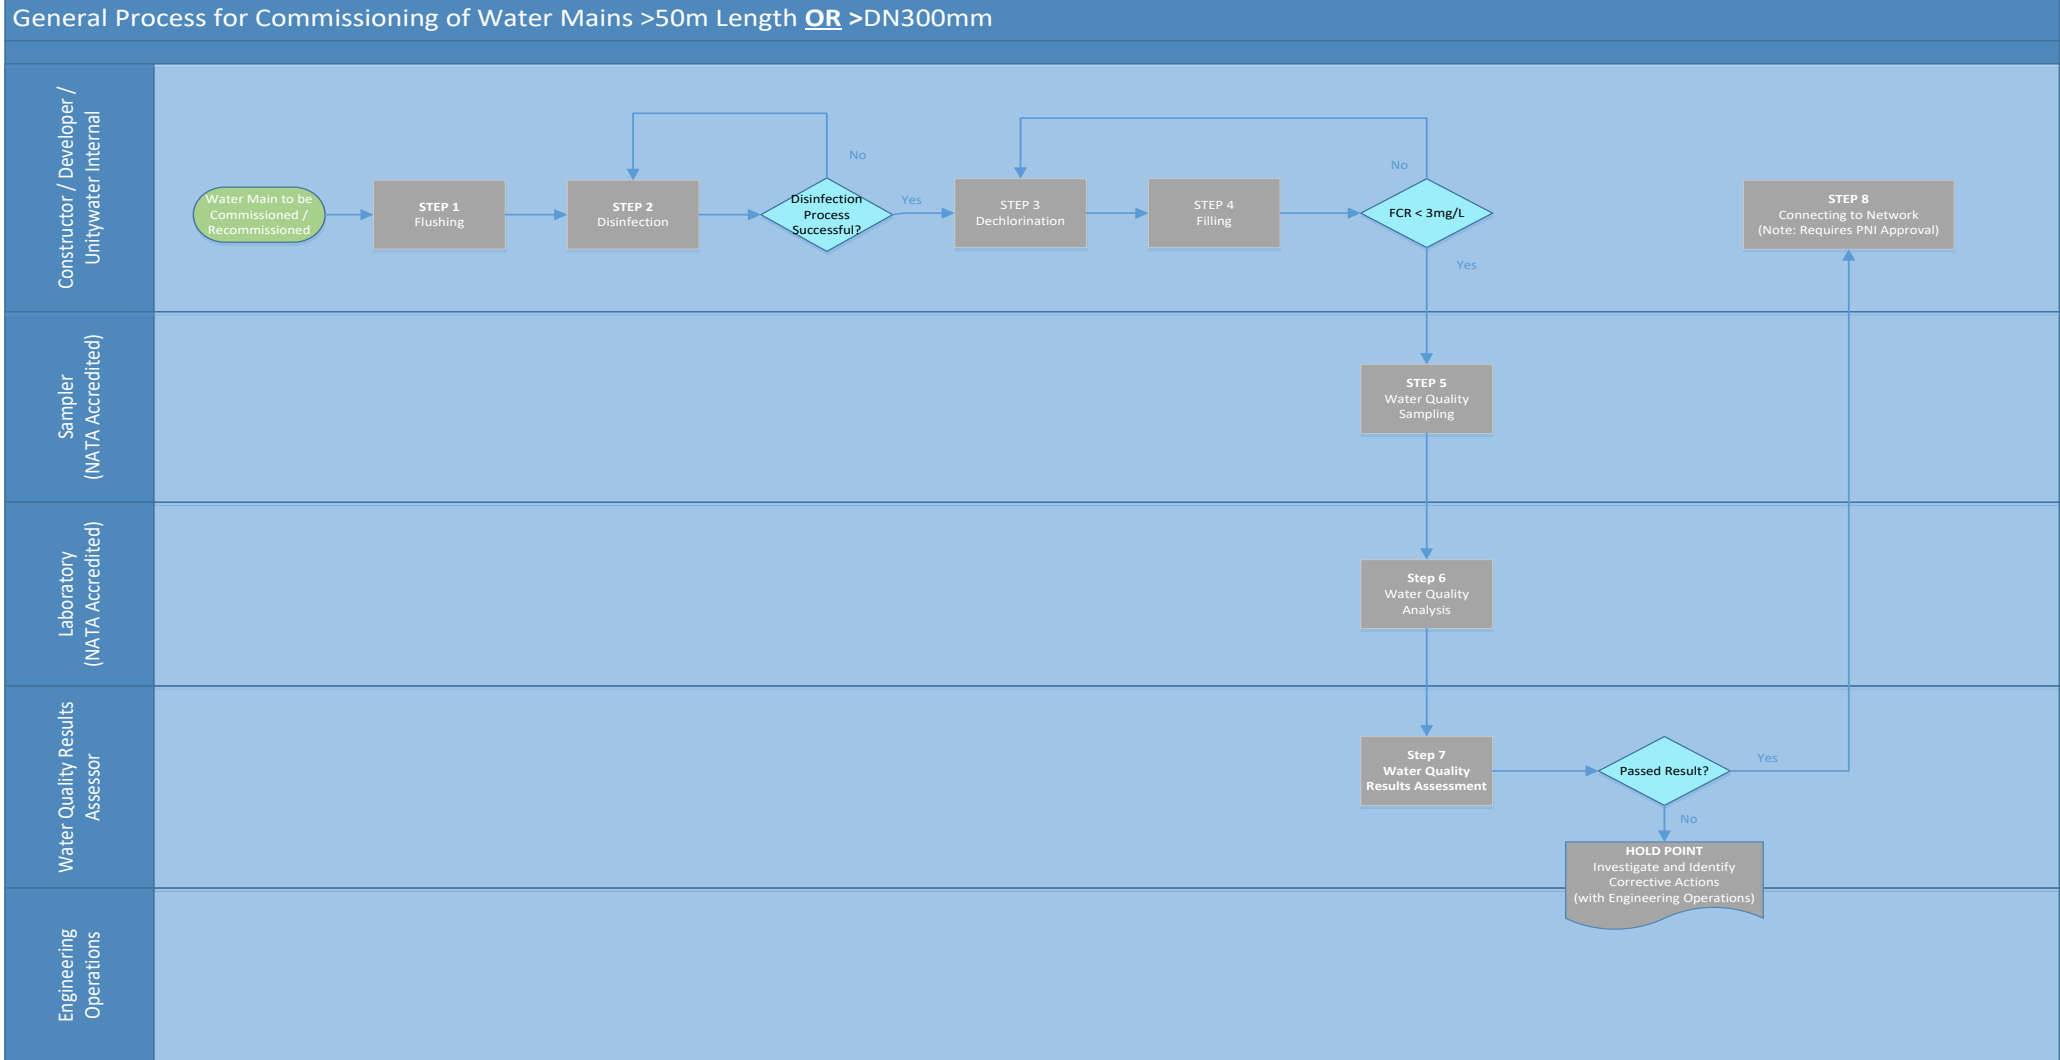 General Process for Commissioning of Water Mains >50m Length OR >DN300mm
Constructor / Developer /
Unitywater Internal
Water Main to be
Commissioned /
Recommissioned
STEP 1
Flushing
STEP 2
Disinfection
No
Disinfection
Process
Successful?
Yes
STEP 3
Dechlorination
STEP 4
Filling
No
FCR < 3mg/L
Yes
STEP 8
Connecting to Network
(Note: Requires PNI Approval)
Sampler
(NATA Accredited)
STEP 5
Water Quality
Sampling
Laboratory
(NATA Accredited)
Step 6
Water Quality
Analysis
Water Quality Results
Assessor
Step 7
Water Quality
Results Assessment
Passed Result?
Yes
No
HOLD POINT
Investigate and Identify
Corrective Actions
(with Engineering Operations)
Engineering
Operations